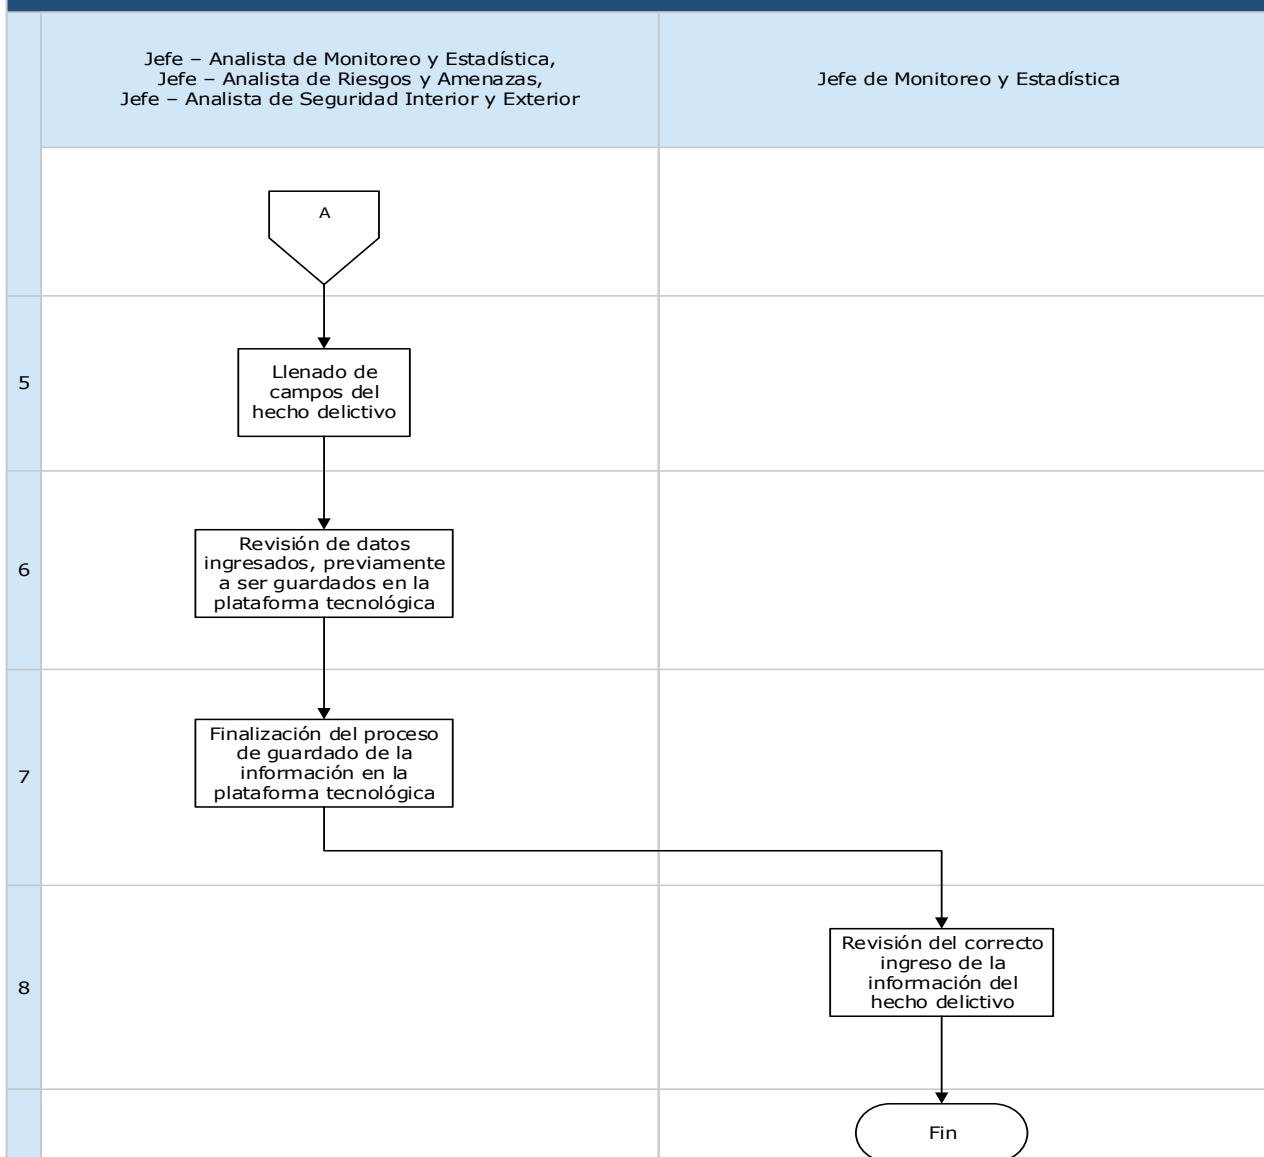 Jefe – Analista de Monitoreo y Estadística,
Jefe – Analista de Riesgos y Amenazas,
Jefe – Analista de Seguridad Interior y Exterior
Jefe de Monitoreo y Estadística
A
5
Llenado de
campos del
hecho delictivo
6
Revisión de datos
ingresados, previamente
a ser guardados en la
plataforma tecnológica
7
Finalización del proceso
de guardado de la
información en la
plataforma tecnológica
8
Revisión del correcto
ingreso de la
información del
hecho delictivo
Fin